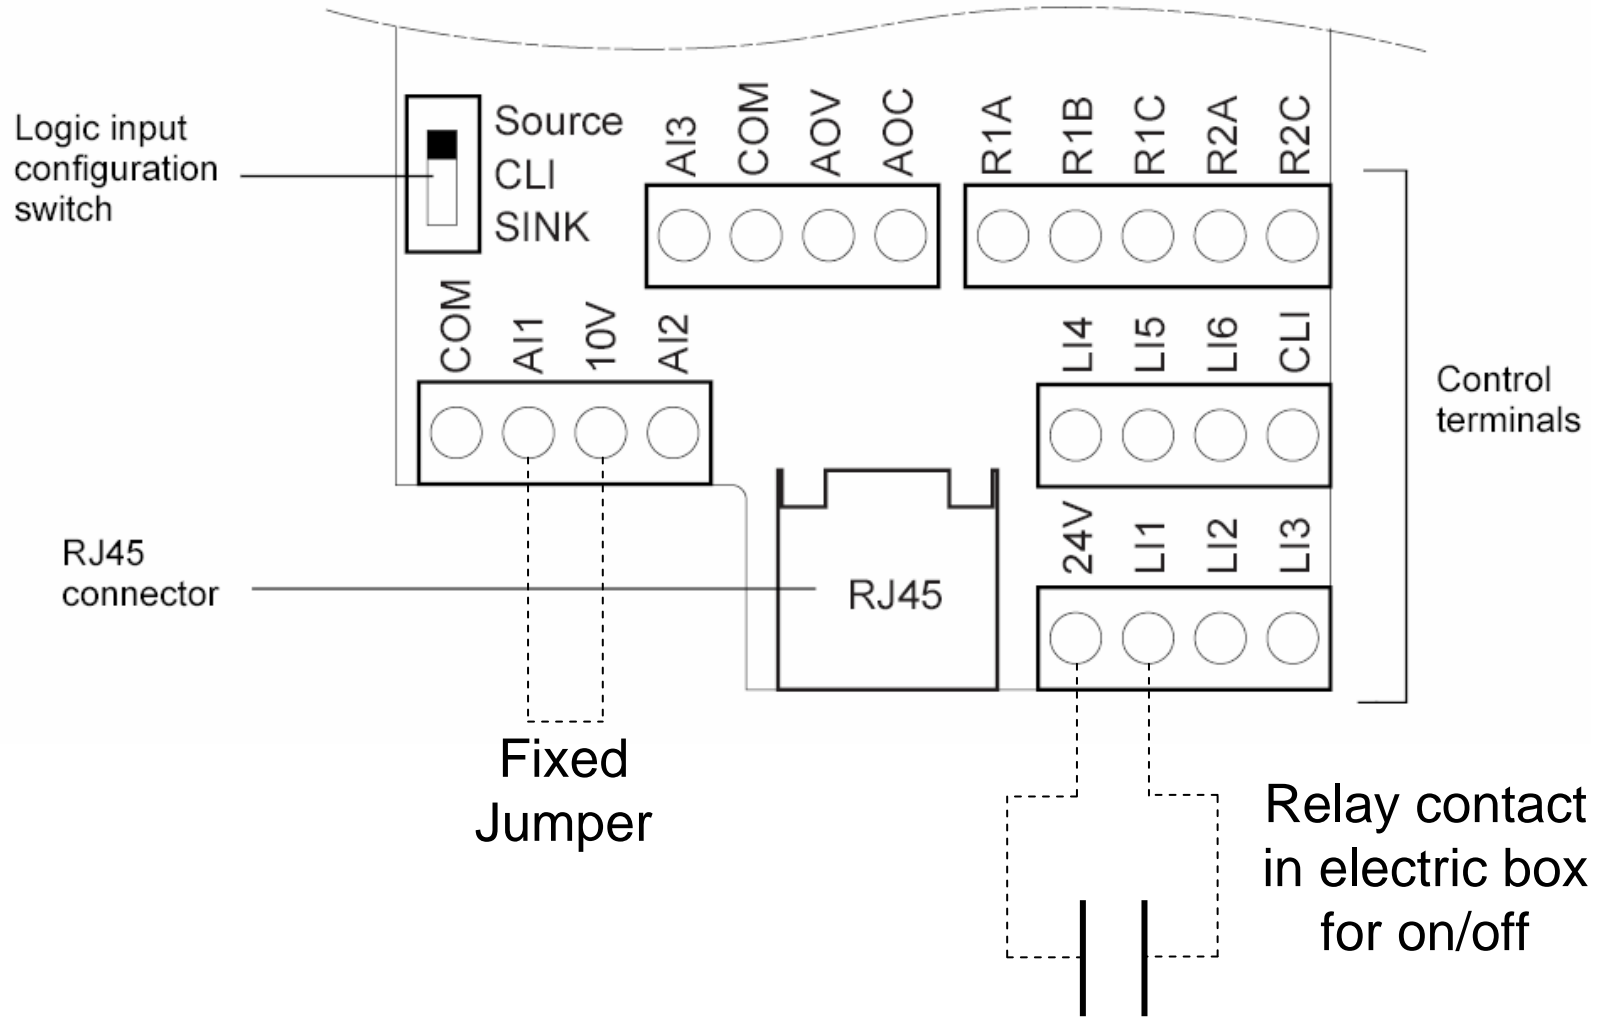 Logic input
configuration
switch
Source
CLI
SINK
AI3
COM
AOV
AOC
R1A
R1B
R1C
R2A
R2C
COM
AI1
10V
AI2
LI4
LI5
LI6
CLI
Control
terminals
24V
LI1
LI2
LI3
RJ45
connector
RJ45
Fixed
Jumper
Relay contact
in electric box
for on/off